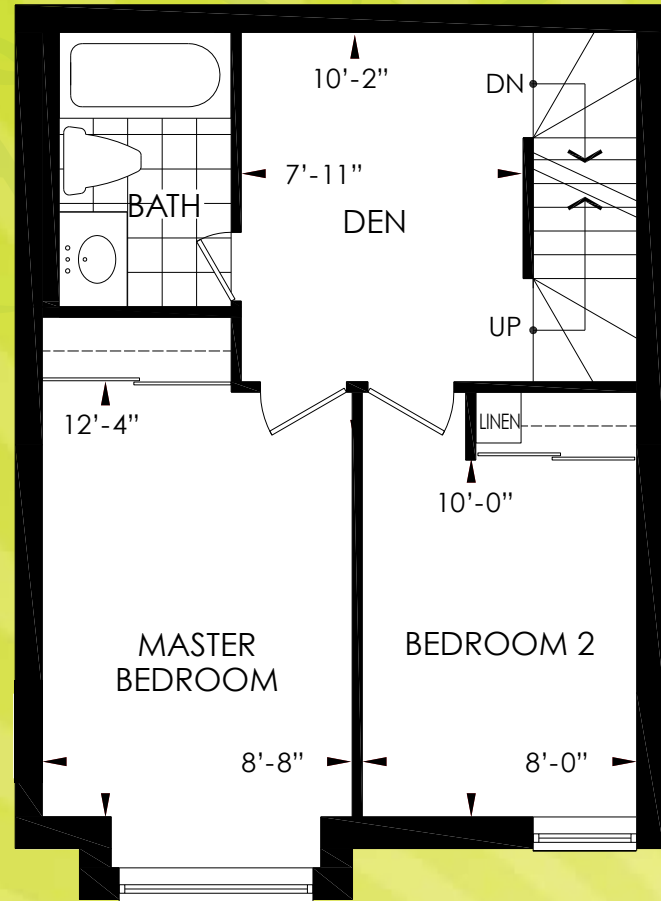 10’-2”
DN
7’-11”
BATH
DEN
UP
12’-4”
LINEN
10’-0”
MASTER
BEDROOM
BEDROOM 2
8’-8”
8’-0”